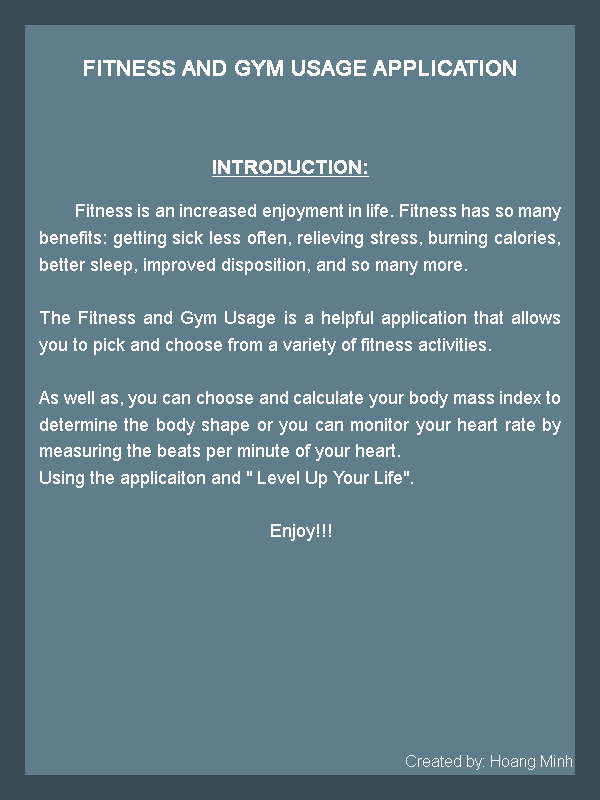 FITNESS AND GYM USAGE APPLICATION
INTRODUCTION:
Fitness is an increased enjoyment in life. Fitness has so many
benefits: getting sick less often, relieving stress, burning calories,
better sleep, improved disposition, and so many more.
The Fitness and Gym Usage is a helpful application that allows
you to pick and choose from a variety of fitness activities.
As well as, you can choose and calculate your body mass index to
determine the body shape or you can monitor your heart rate by
measuring the beats per minute of your heart.
Using the applicaiton and " Level Up Your Life".
Enjoy!!!
Created by: Hoang Minh